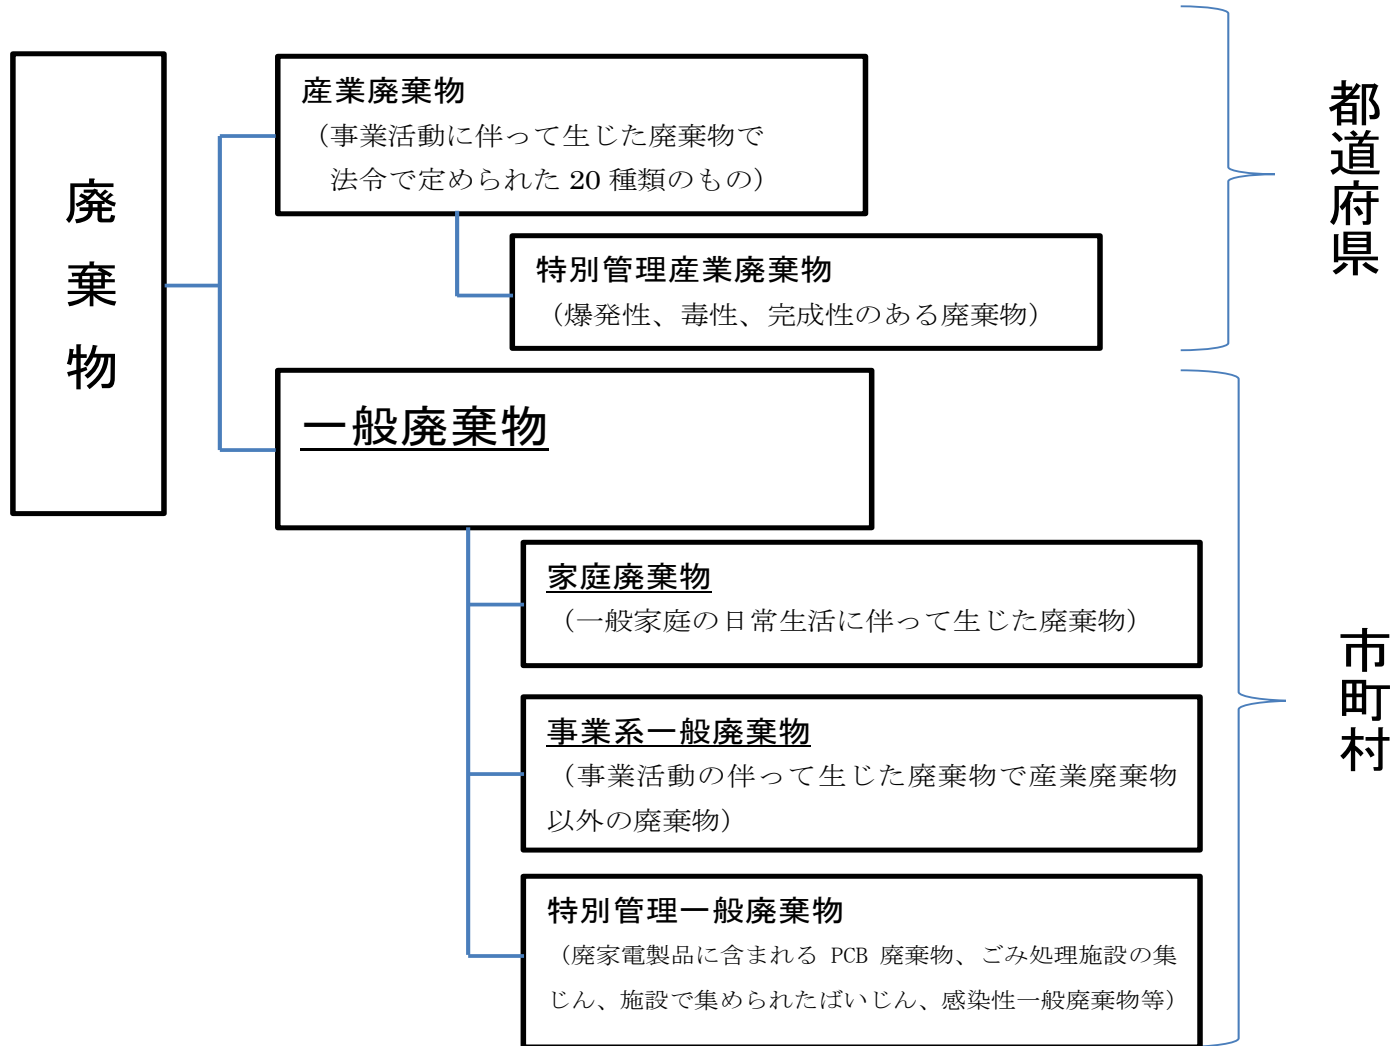 廃棄物
産業廃棄物
（事業活動に伴って生じた廃棄物で
法令で定められた 20 種類のもの）
特別管理産業廃棄物
（爆発性、毒性、完成性のある廃棄物）
都道府県
一般廃棄物
家庭廃棄物
（一般家庭の日常生活に伴って生じた廃棄物）
事業系一般廃棄物
（事業活動の伴って生じた廃棄物で産業廃棄物
以外の廃棄物）
特別管理一般廃棄物
（廃家電製品に含まれる PCB 廃棄物、ごみ処理施設の集
じん、施設で集められたばいじん、感染性一般廃棄物等）
市町村